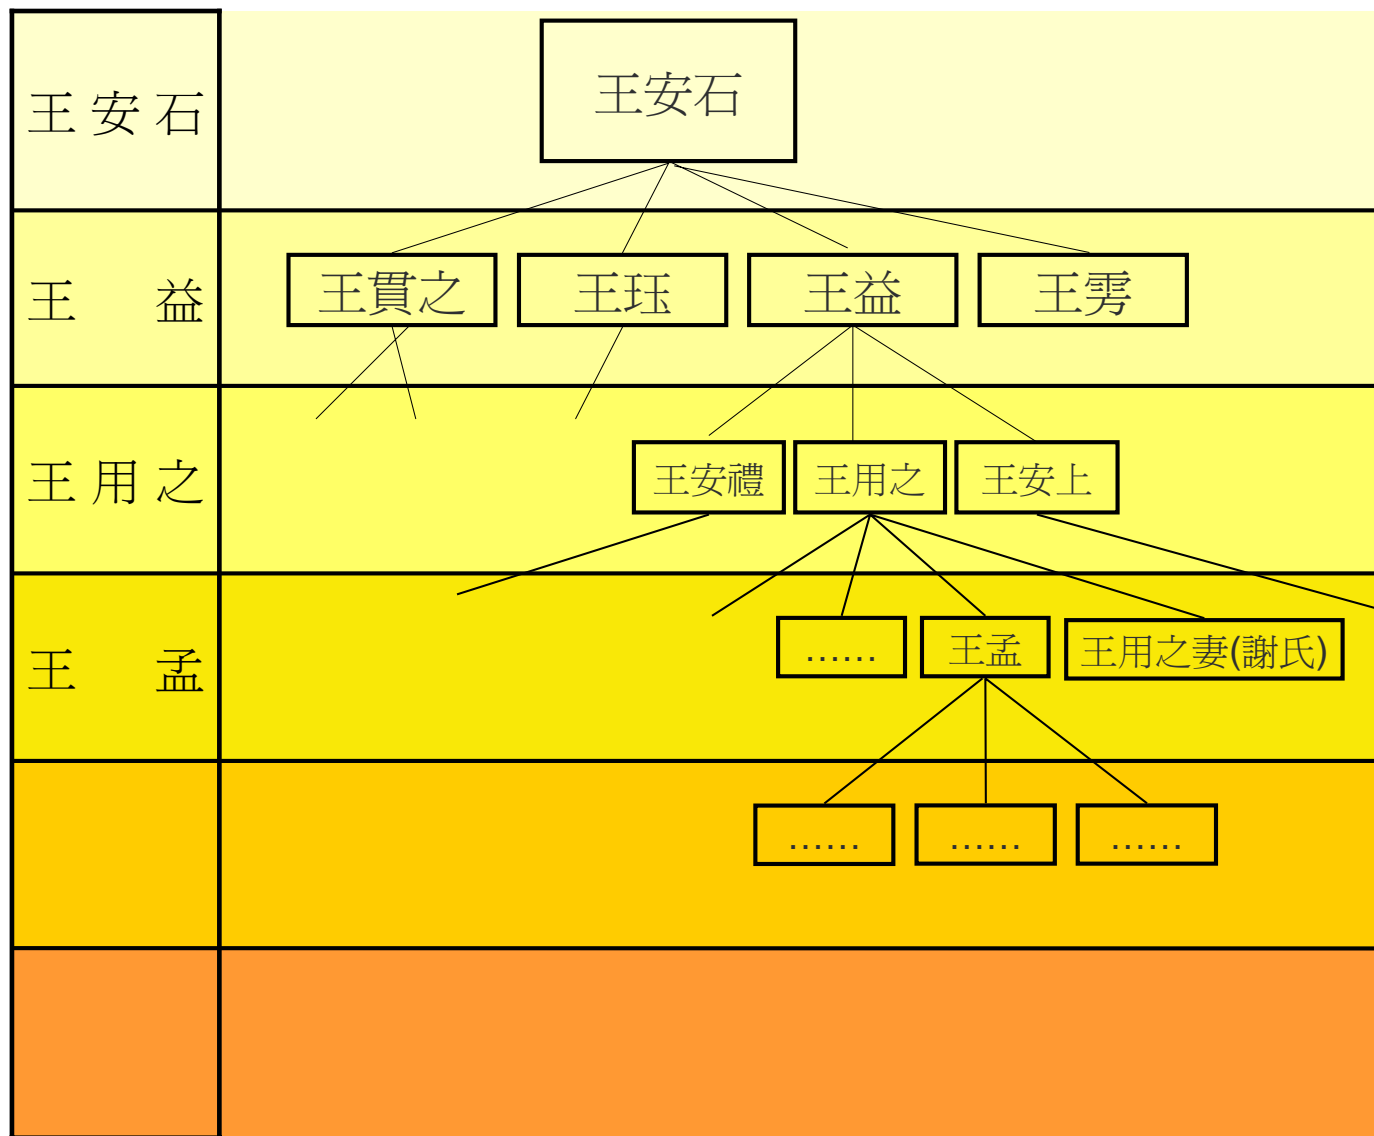 王安石
王安石
王益
王貫之 王珏 王益 王雱
王用之
王安禮 王用之 王安上
王孟
...... 王孟 王用之妻(謝氏)
...... ...... ......